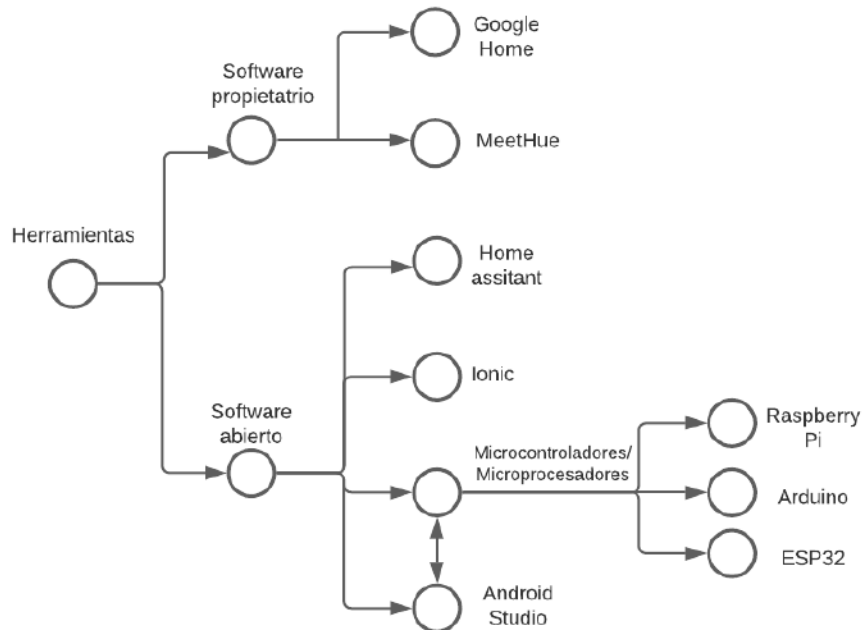 Google
Home
Software
propietatrio
MeetHue
Herramientas
Home
assitant
Ionic
Software
abierto
Microcontroladores/
Microprocesadores
Raspberry
Pi
Arduino
ESP32
Android
Studio